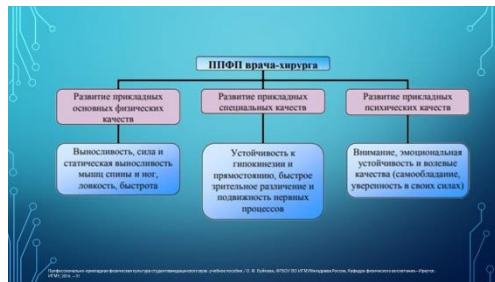 ППФП врача-хирурга
Развитие прикладных
основных физических
качеств
Развитие прикладных
специальных качеств
Развитие прикладных
психических качеств
Выносливость, сила и
статическая выносливость
мышц спины и ног,
ловкость, быстрота
Устойчивость к
гипокинезии и
прямостоянию, быстрое
зрительное различение и
подвижность нервных
процессов
Внимание, эмоциональная
устойчивость и волевые
качества (самообладание,
уверенность в своих силах)